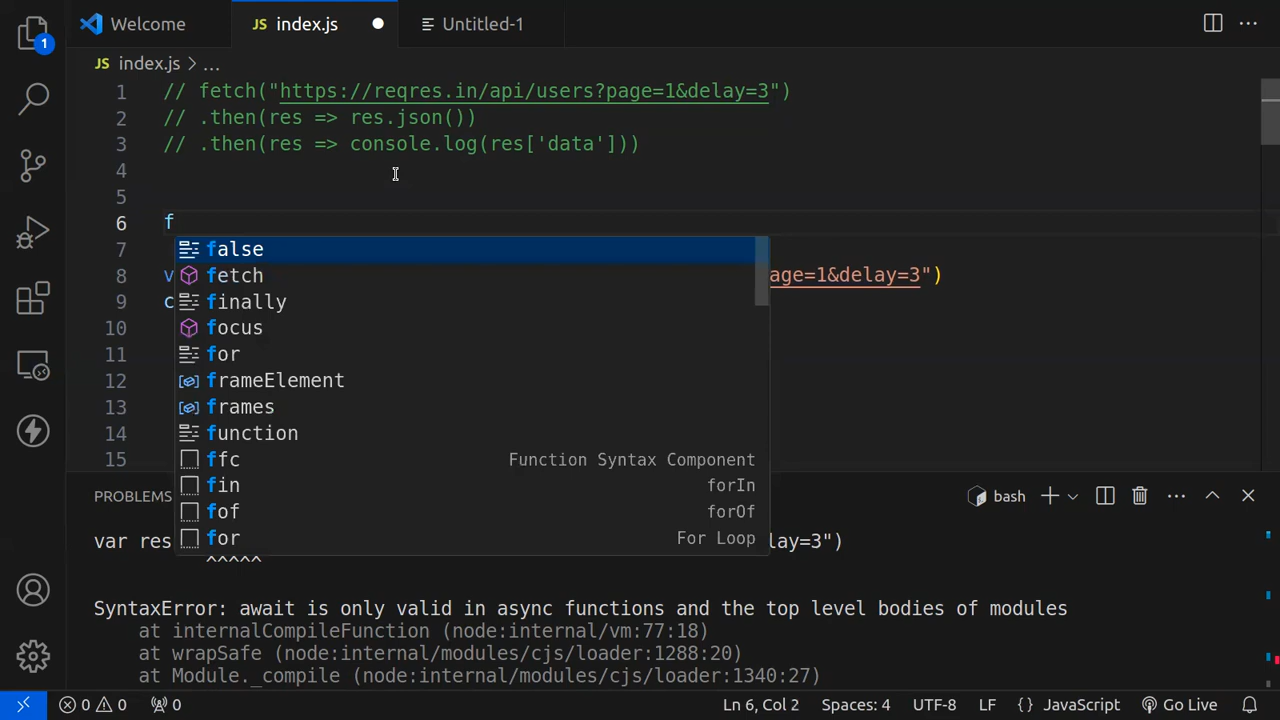 Welcome
JS index.js
Untitled-1
1
JS index.js > ...
1 // fetch("https://reqres.in/api/users?page=1&delay=3")
2 // .then(res => res.json())
3 // .then(res => console.log(res['data']))
4
5
6 f
7 false
8 v fetch age=1&delay=3")
9 c finally
10 focus
11 for
12 frameElement
13 frames
14 function
15 ffc Function Syntax Component
fin forIn
PROBLEMS bash
fof forOf
for For Loop
var res lay=3")
^^^^^
SyntaxError: await is only valid in async functions and the top level bodies of modules
at internalCompileFunction (node:internal/vm:77:18)
at wrapSafe (node:internal/modules/cjs/loader:1288:20)
at Module._compile (node:internal/modules/cjs/loader:1340:27)
0 0 0 Ln 6, Col 2 Spaces: 4 UTF-8 LF {} JavaScript Go Live